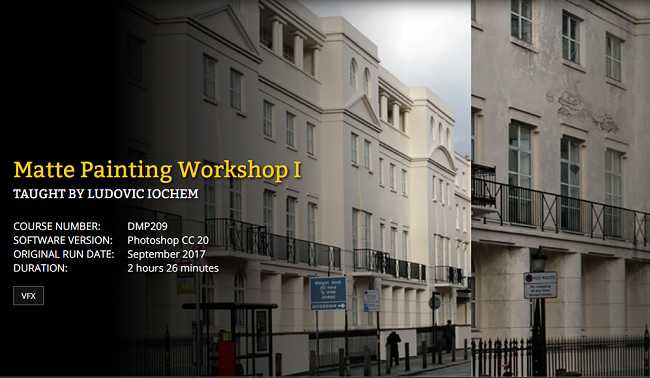 Matte Painting Workshop I
TAUGHT BY LUDOVIC IOCHEM
COURSE NUMBER: DMP209
SOFTWARE VERSION: Photoshop CC 20
ORIGINAL RUN DATE: September 2017
DURATION: 2 hours 26 minutes
VFX